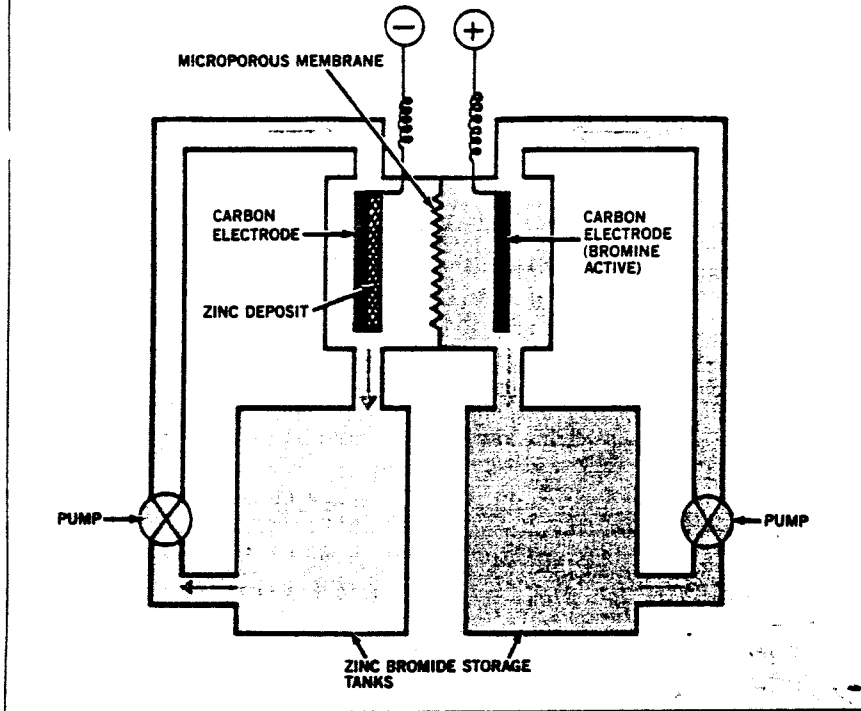 −
+
MICROPOROUS MEMBRANE
CARBON
ELECTRODE
ZINC DEPOSIT
CARBON
ELECTRODE
(BROMINE
ACTIVE)
PUMP
PUMP
ZINC BROMIDE STORAGE
TANKS